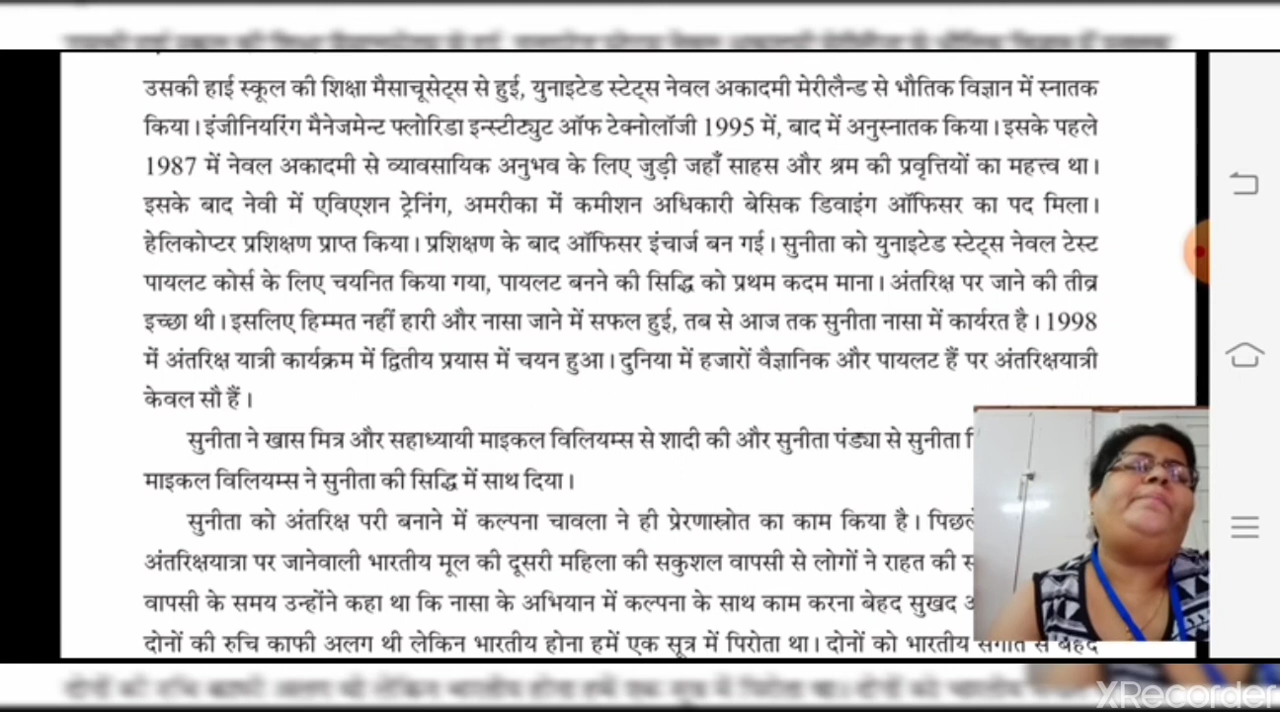 उसकी हाई स्कूल की शिक्षा मैसाचूसेट्स से हुई, युनाइटेड स्टेट्स नेवल अकादमी मेरीलैन्ड से भौतिक विज्ञान में स्नातक
किया। इंजीनियरिंग मैनेजमेन्ट फ्लोरिडा इन्स्टीट्युट ऑफ टेक्नोलॉजी 1995 में, बाद में अनुस्नातक किया। इसके पहले
1987 में नेवल अकादमी से व्यावसायिक अनुभव के लिए जुड़ी जहाँ साहस और श्रम की प्रवृत्तियों का महत्त्व था।
इसके बाद नेवी में एविएशन ट्रेनिंग, अमरीका में कमीशन अधिकारी बेसिक डिवाइंग ऑफिसर का पद मिला।
हेलिकोप्टर प्रशिक्षण प्राप्त किया। प्रशिक्षण के बाद ऑफिसर इंचार्ज बन गई। सुनीता को युनाइटेड स्टेट्स नेवल टेस्ट
पायलट कोर्स के लिए चयनित किया गया, पायलट बनने की सिद्धि को प्रथम कदम माना। अंतरिक्ष पर जाने की तीव्र
इच्छा थी। इसलिए हिम्मत नहीं हारी और नासा जाने में सफल हुई, तब से आज तक सुनीता नासा में कार्यरत है। 1998
में अंतरिक्ष यात्री कार्यक्रम में द्वितीय प्रयास में चयन हुआ। दुनिया में हजारों वैज्ञानिक और पायलट हैं पर अंतरिक्षयात्री
केवल सौ हैं।
सुनीता ने खास मित्र और सहाध्यायी माइकल विलियम्स से शादी की और सुनीता पंड्या से सुनीता
माइकल विलियम्स ने सुनीता की सिद्धि में साथ दिया।
सुनीता को अंतरिक्ष परी बनाने में कल्पना चावला ने ही प्रेरणास्रोत का काम किया है।
अंतरिक्षयात्रा पर जानेवाली भारतीय मूल की दूसरी महिला की सकुशल वापसी से लोगों ने राहत की
वापसी के समय उन्होंने कहा था कि नासा के अभियान में कल्पना के साथ काम करना बेहद सुखद
दोनों की रुचि काफी अलग थी लेकिन भारतीय होना हमें एक सूत्र में पिरोता था। दोनों को भारतीय संगीत से बेहद
XRecorder